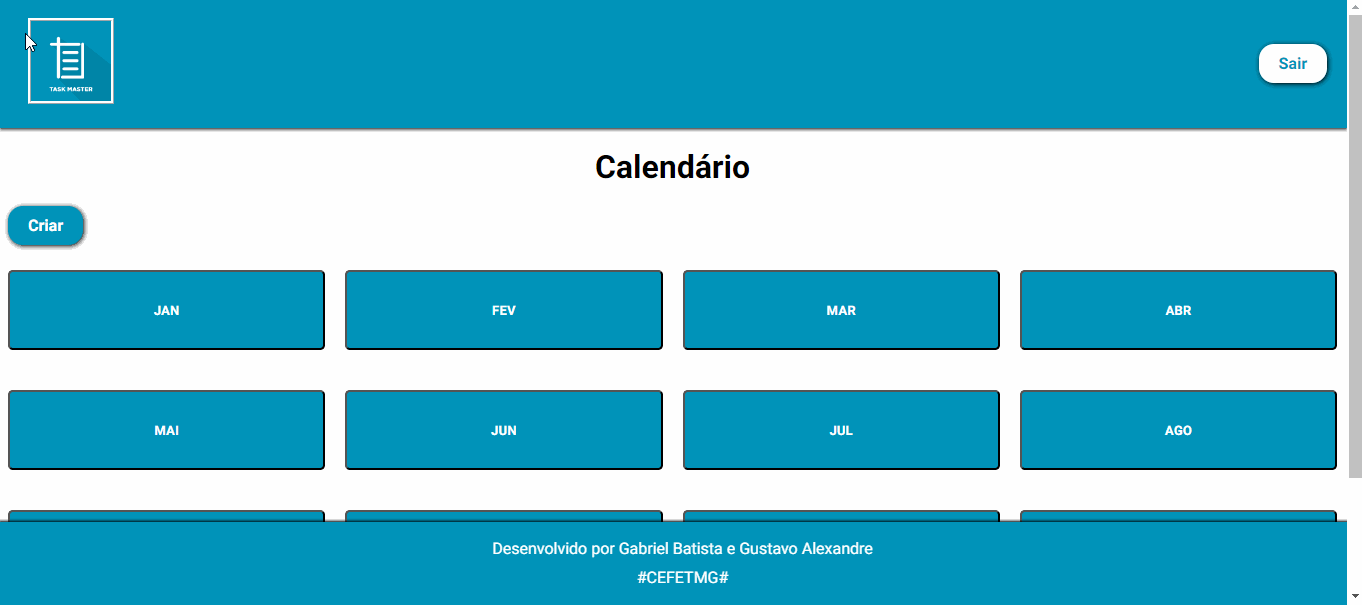 TASK MASTER
Sair
Calendário
Criar
JAN FEV MAR ABR
MAI JUN JUL AGO
Desenvolvido por Gabriel Batista e Gustavo Alexandre
#CEFETMG#